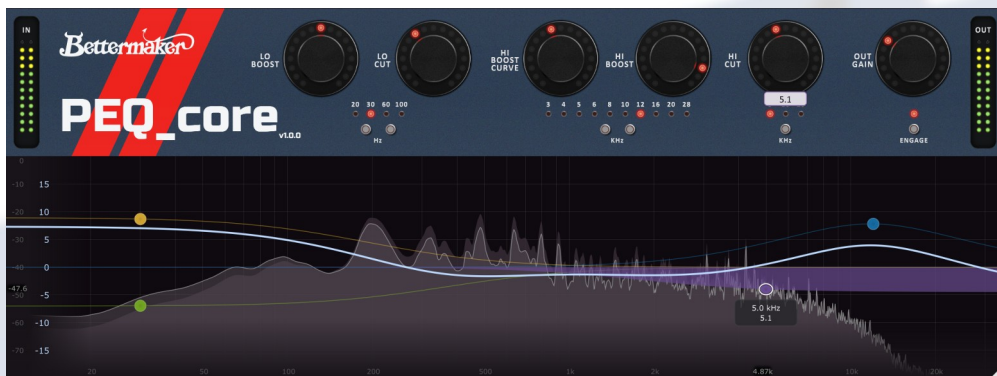 IN
Bettermaker
PEQ_core
v1.0.0
LO BOOST
LO CUT
HI BOOST CURVE
HI BOOST
HI CUT
OUT GAIN
OUT
5.1
20 30 60 100
Hz
3 4 5 6 8 10 12 16 20 28
KHz
KHz
ENGAGE
0
-10 15
-20 10
-30 5
-40 0
-47.6
-50 -5
-60 -10
-70 -15
5.0 kHz
5.1
20 50 100 200 500 1k 2k 4.87k 10k 20k